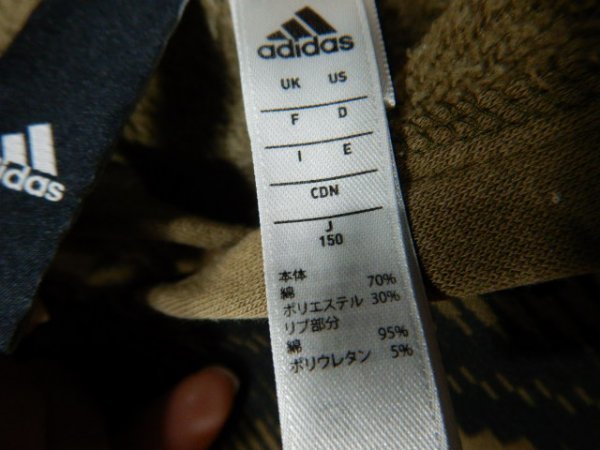 adidas
adidas
UK US
F D
I E
CDN
J
150
本体
綿 70%
ポリエステル 30%
リブ部分
綿 95%
ポリウレタン 5%